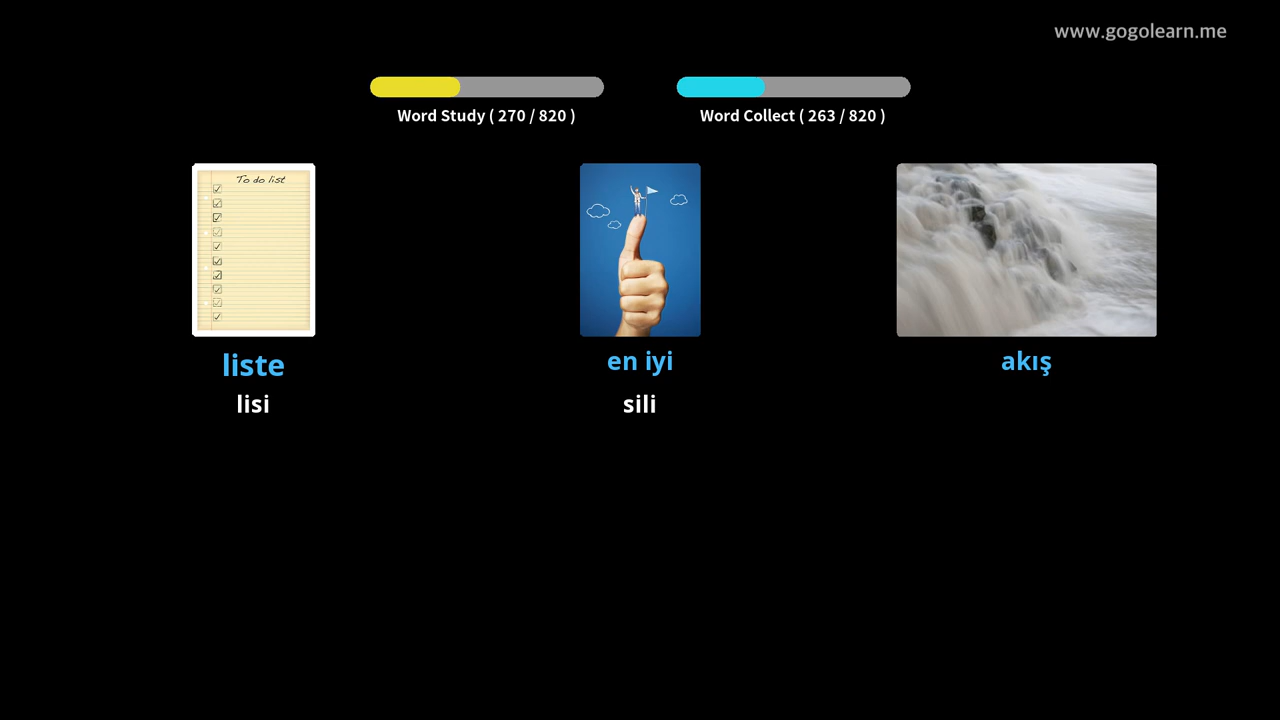 www.gogolearn.me
Word Study ( 270 / 820 )
Word Collect ( 263 / 820 )
To do list
liste
en iyi
akış
lisi
sili